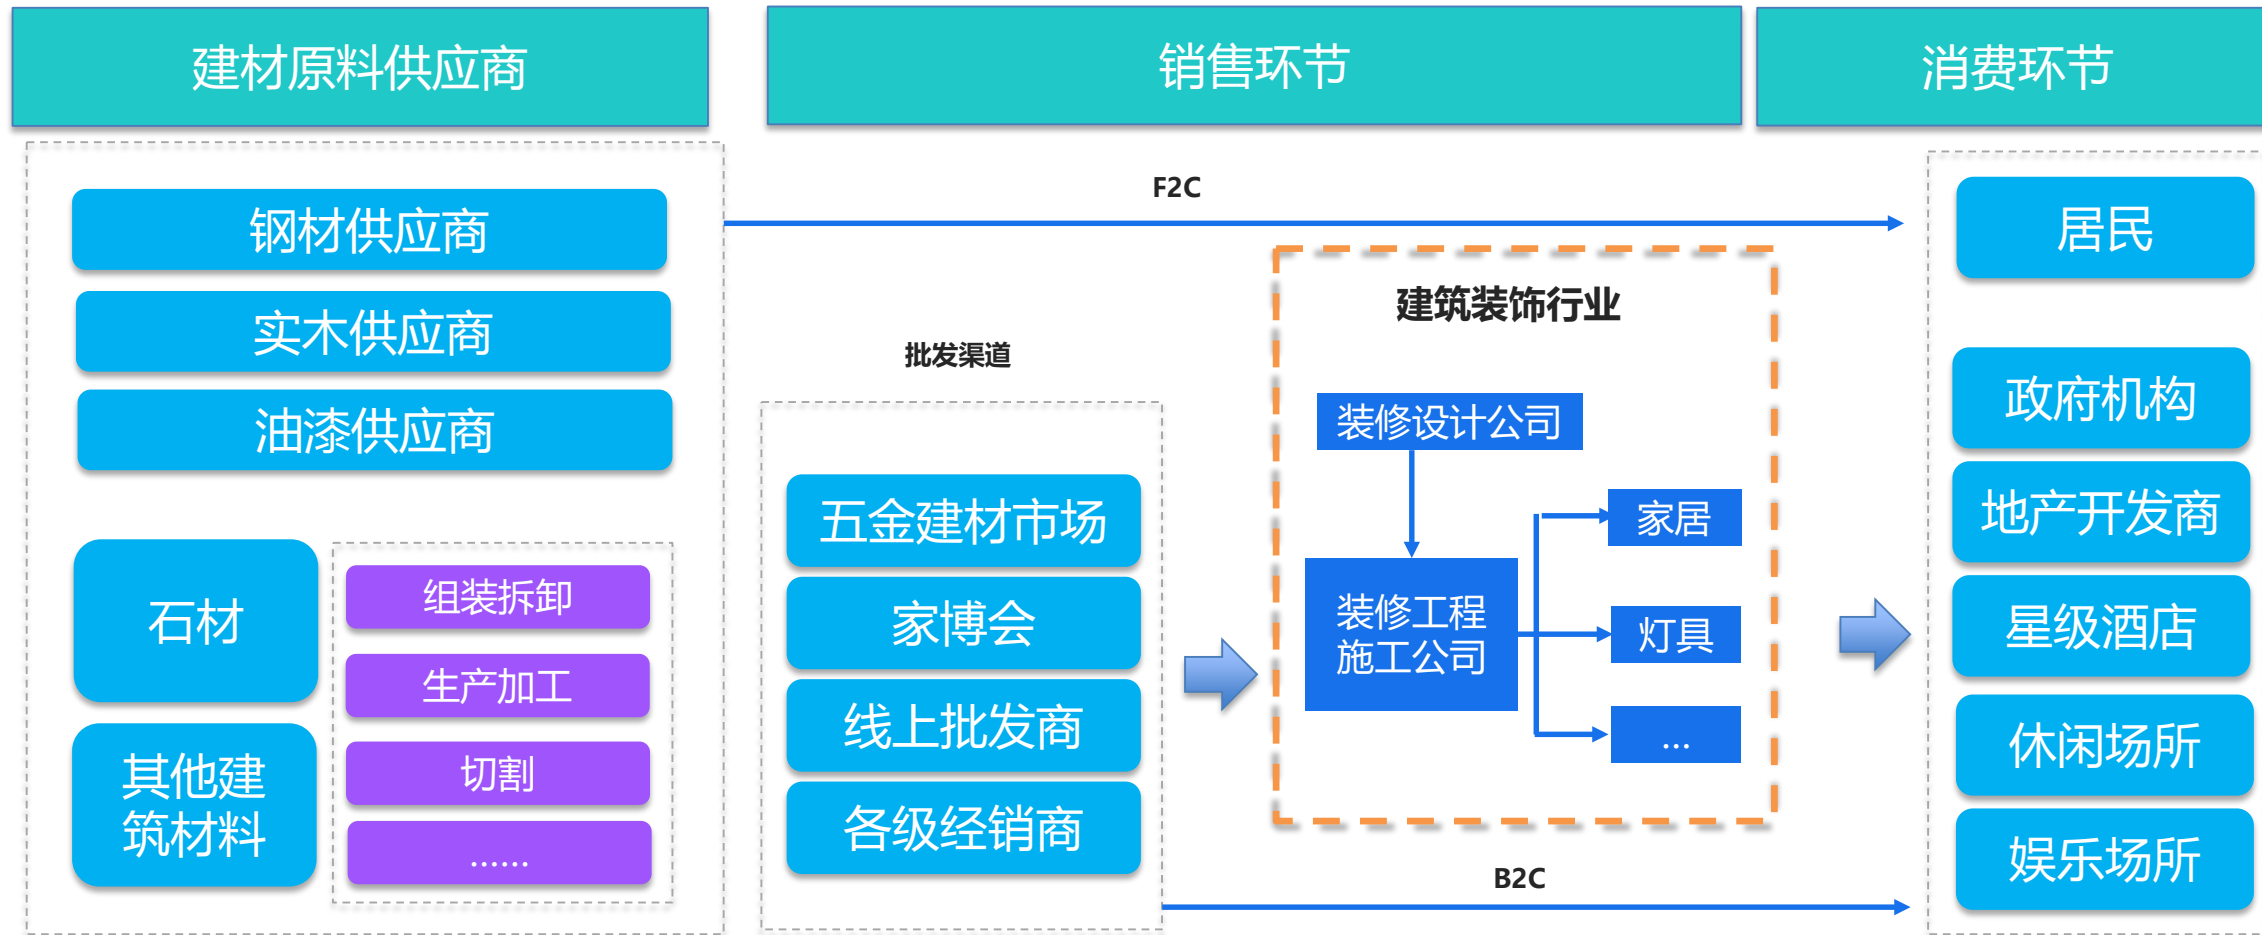 建材原料供应商
销售环节
消费环节
钢材供应商
实木供应商
油漆供应商
石材
其他建
筑材料
组装拆卸
生产加工
切割
......
F2C
批发渠道
五金建材市场
家博会
线上批发商
各级经销商
建筑装饰行业
装修设计公司
装修工程
施工公司
家居
灯具
...
B2C
居民
政府机构
地产开发商
星级酒店
休闲场所
娱乐场所